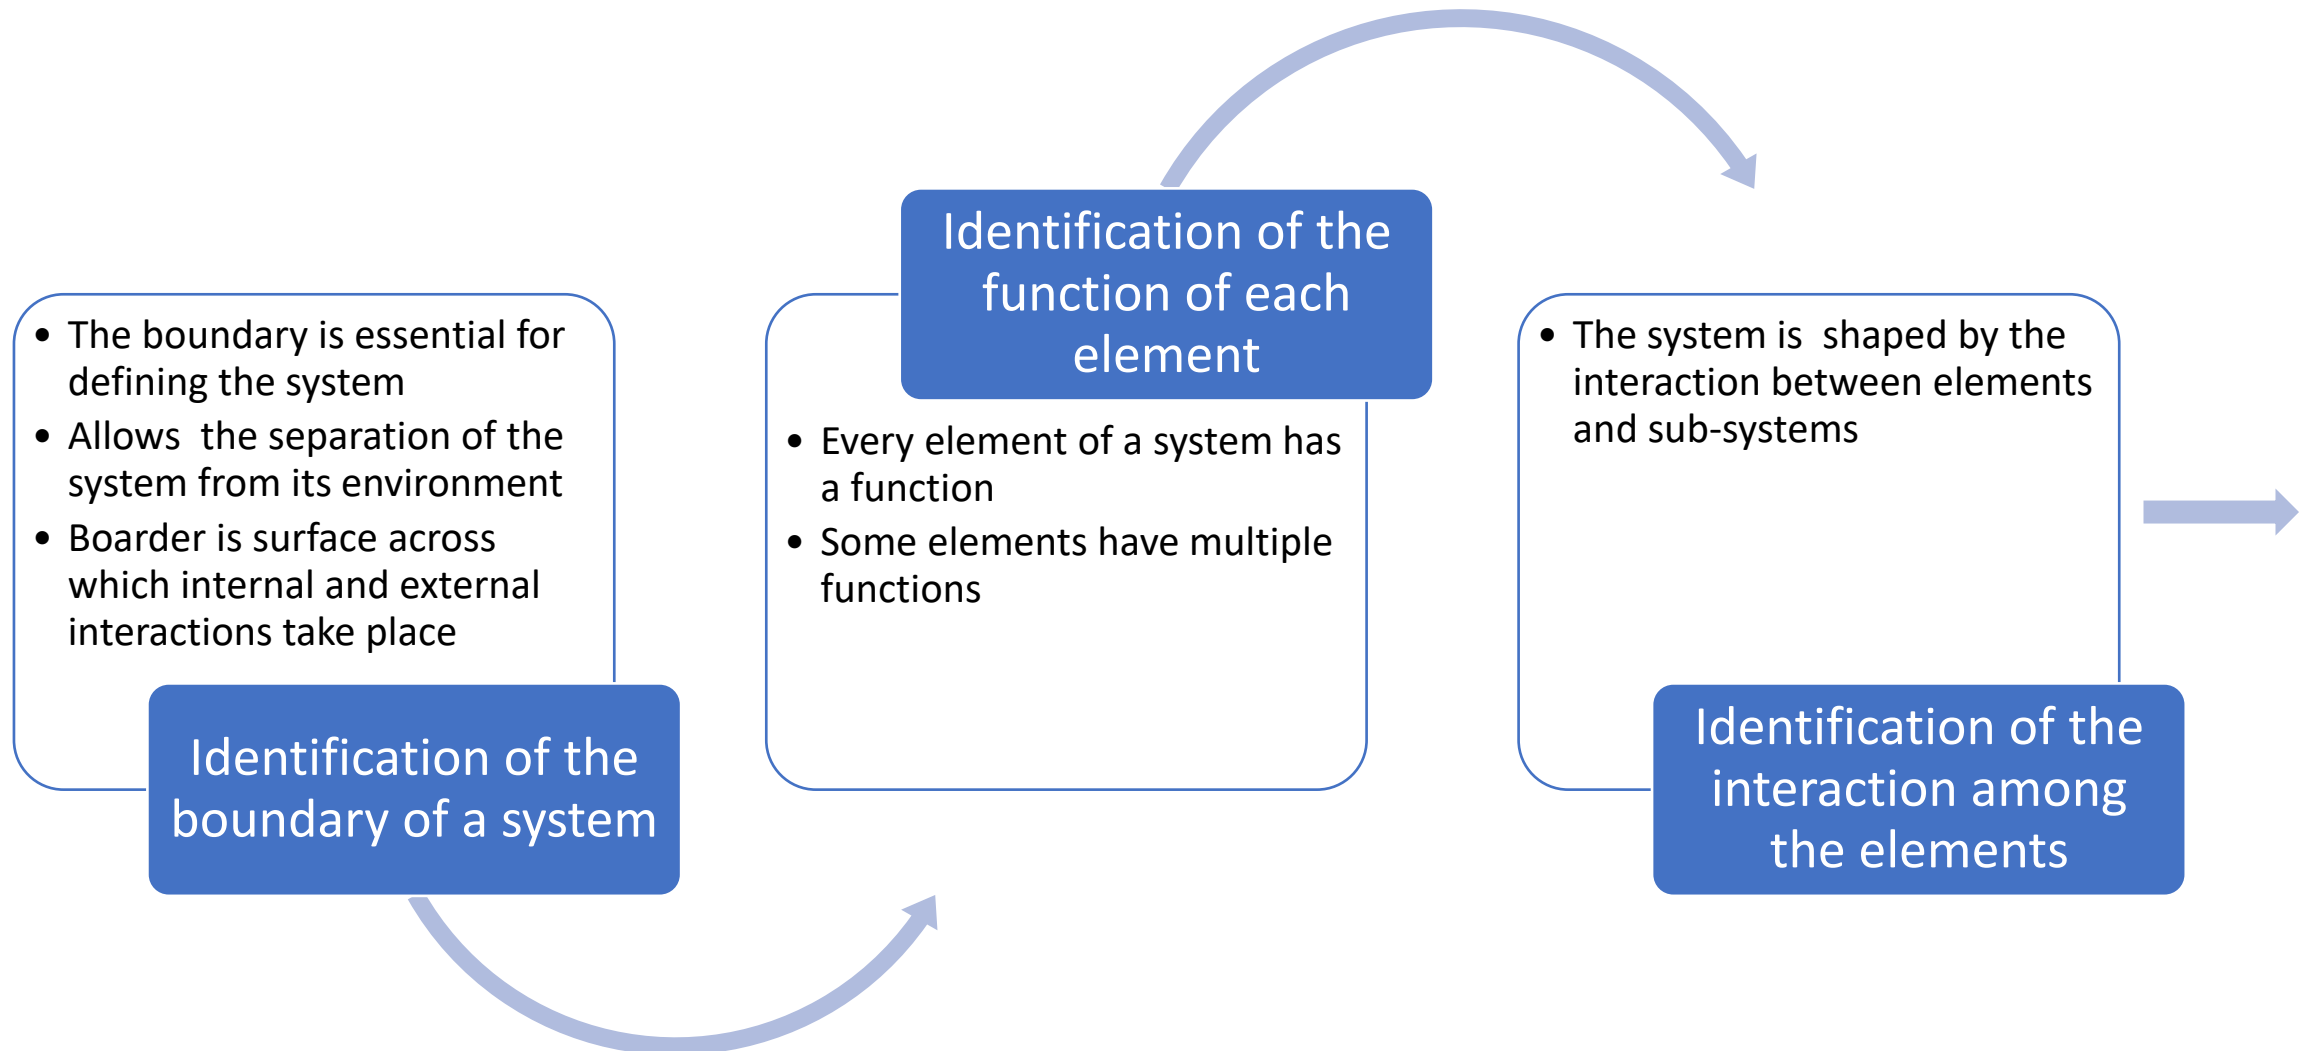 • The boundary is essential for
defining the system
• Allows  the separation of the
system from its environment
• Boarder is surface across
which internal and external
interactions take place
Identification of the
boundary of a system
Identification of the
function of each
element
• Every element of a system has
a function
• Some elements have multiple
functions
• The system is  shaped by the
interaction between elements
and sub-systems
Identification of the
interaction among
the elements